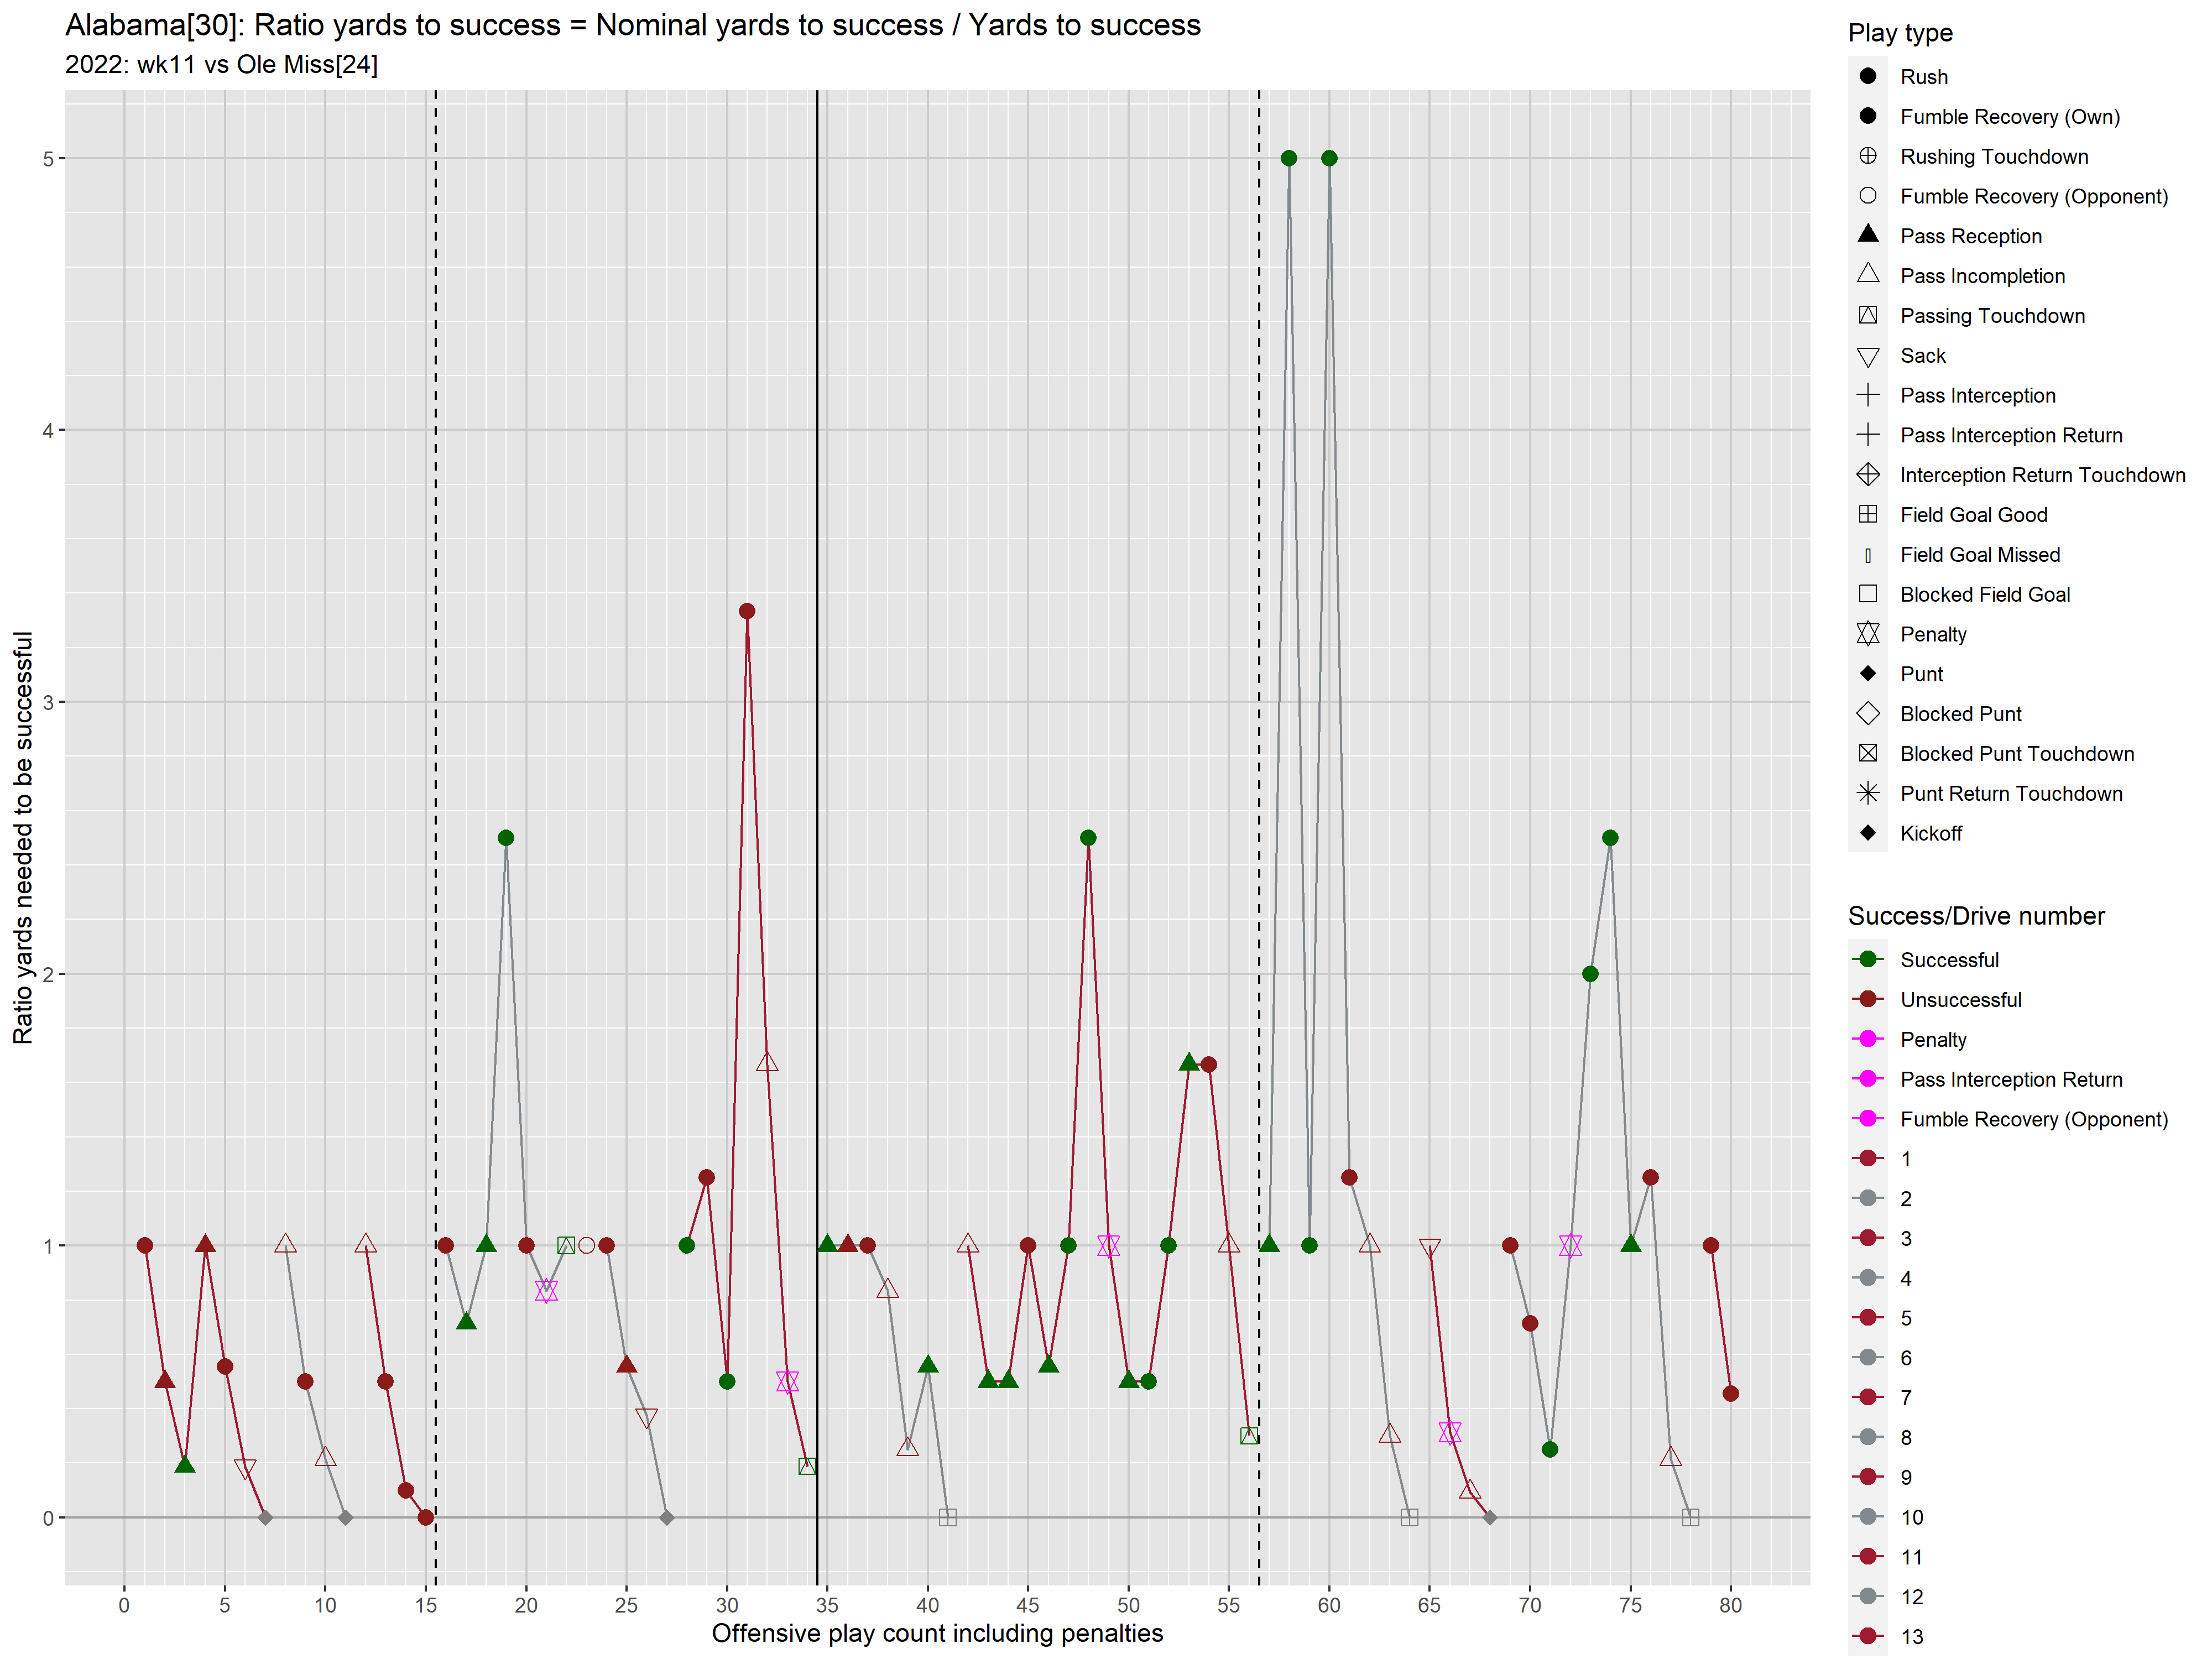 Alabama[30]: Ratio yards to success = Nominal yards to success / Yards to success
2022: wk11 vs Ole Miss[24]
Ratio yards needed to be successful
5
4
3
2
1
0
0 5 10 15 20 25 30 35 40 45 50 55 60 65 70 75 80
Offensive play count including penalties
Play type
Rush
Fumble Recovery (Own)
Rushing Touchdown
Fumble Recovery (Opponent)
Pass Reception
Pass Incompletion
Passing Touchdown
Sack
Pass Interception
Pass Interception Return
Interception Return Touchdown
Field Goal Good
Field Goal Missed
Blocked Field Goal
Penalty
Punt
Blocked Punt
Blocked Punt Touchdown
Punt Return Touchdown
Kickoff
Success/Drive number
Successful
Unsuccessful
Penalty
Pass Interception Return
Fumble Recovery (Opponent)
1
2
3
4
5
6
7
8
9
10
11
12
13